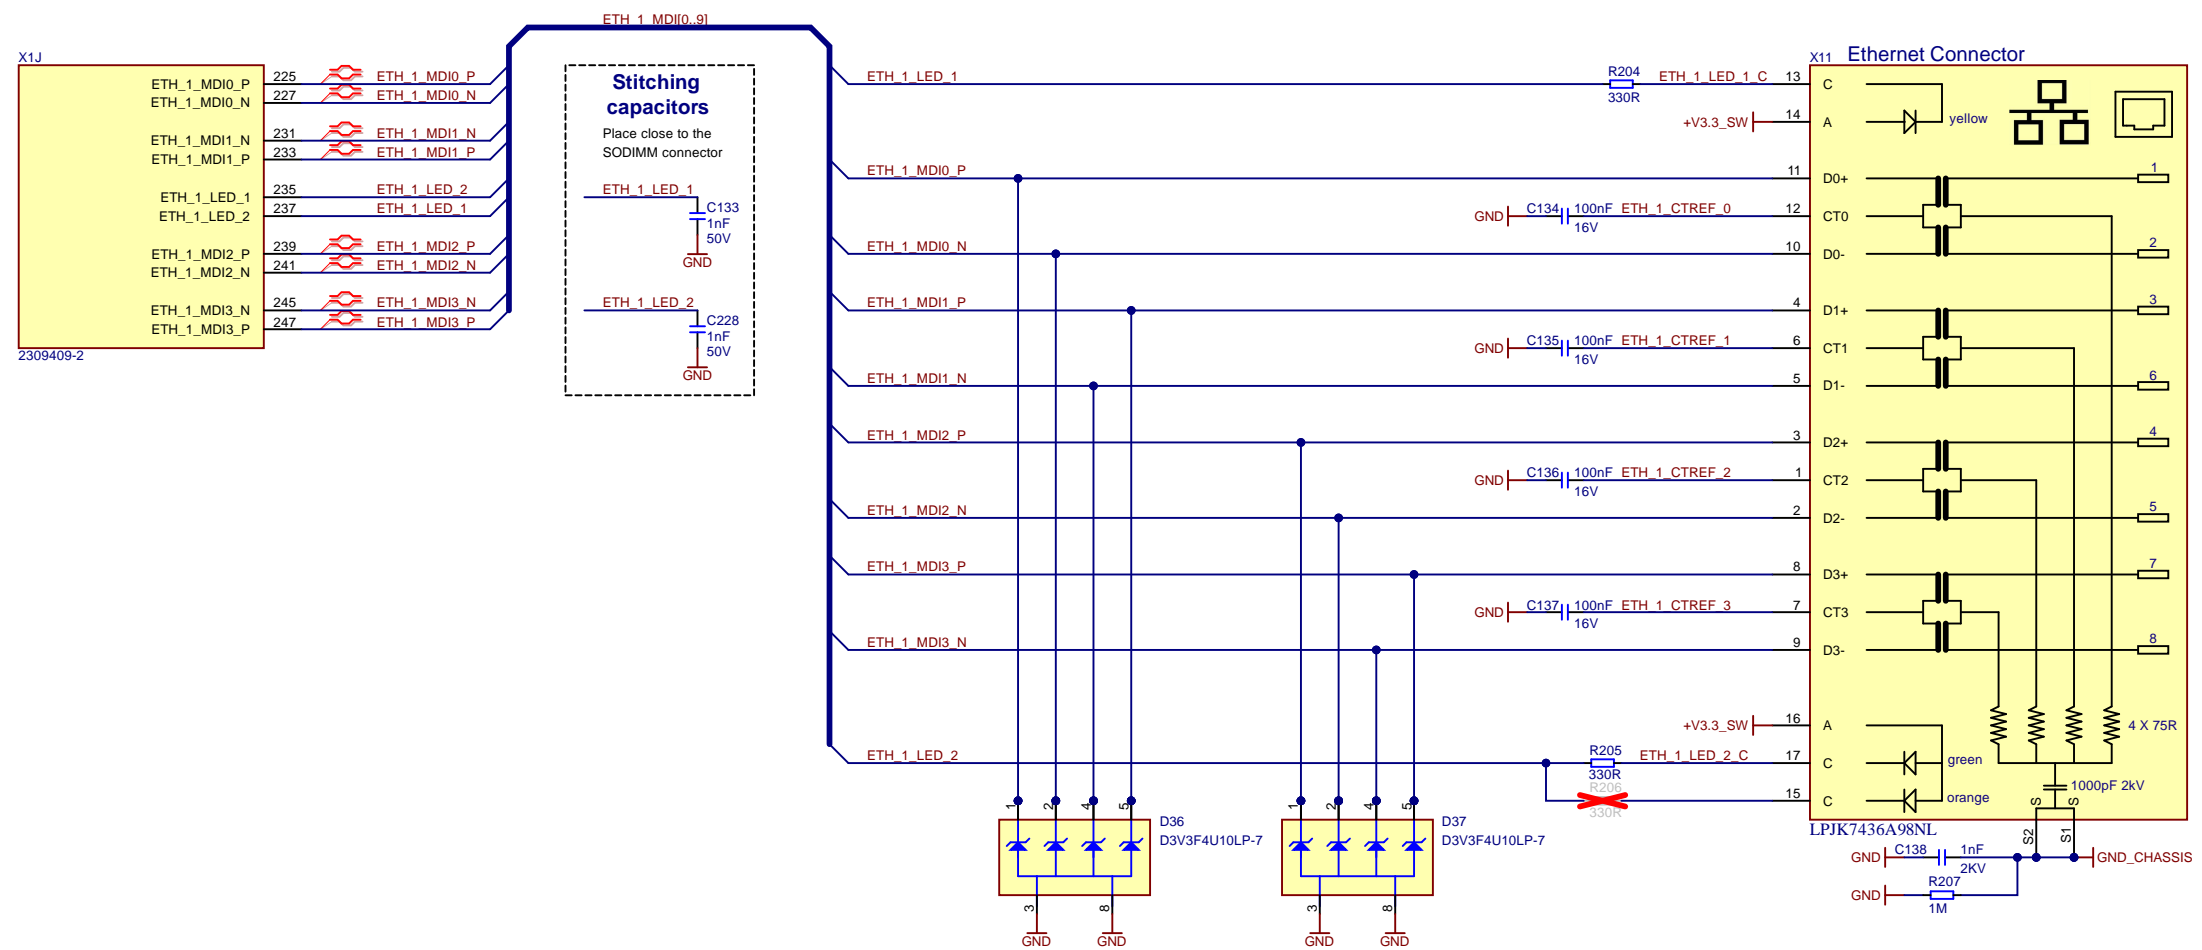 ETH_1_MDI[0..9]
X1J
ETH_1_MDI0_P 225 ETH_1_MDI0_P
ETH_1_MDI0_N 227 ETH_1_MDI0_N
ETH_1_MDI1_N 231 ETH_1_MDI1_N
ETH_1_MDI1_P 233 ETH_1_MDI1_P
ETH_1_LED_1 235 ETH_1_LED_2
ETH_1_LED_2 237 ETH_1_LED_1
ETH_1_MDI2_P 239 ETH_1_MDI2_P
ETH_1_MDI2_N 241 ETH_1_MDI2_N
ETH_1_MDI3_N 245 ETH_1_MDI3_N
ETH_1_MDI3_P 247 ETH_1_MDI3_P
2309409-2
Stitching
capacitors
Place close to the
SODIMM connector
ETH_1_LED_1
C133
1nF
50V
GND
ETH_1_LED_2
C228
1nF
50V
GND
X11 Ethernet Connector
ETH_1_LED_1 R204 330R ETH_1_LED_1_C 13 C
+V3.3_SW 14 A yellow
ETH_1_MDI0_P 11 D0+ 1
GND C134 100nF 16V ETH_1_CTREF_0 12 CT0
ETH_1_MDI0_N 10 D0- 2
ETH_1_MDI1_P 4 D1+ 3
GND C135 100nF 16V ETH_1_CTREF_1 6 CT1
ETH_1_MDI1_N 5 D1- 6
ETH_1_MDI2_P 3 D2+ 4
GND C136 100nF 16V ETH_1_CTREF_2 1 CT2
ETH_1_MDI2_N 2 D2- 5
ETH_1_MDI3_P 8 D3+ 7
GND C137 100nF 16V ETH_1_CTREF_3 7 CT3
ETH_1_MDI3_N 9 D3- 8
+V3.3_SW 16 A 4 X 75R
ETH_1_LED_2 R205 330R ETH_1_LED_2_C 17 C green
R206 330R 15 C orange
1000pF 2kV
S S
LPJK7436A98NL
S2 S1
GND C138 1nF 2KV GND_CHASSIS
GND R207 1M
1 2 4 5
D36
D3V3F4U10LP-7
3 8
GND GND
1 2 4 5
D37
D3V3F4U10LP-7
3 8
GND GND